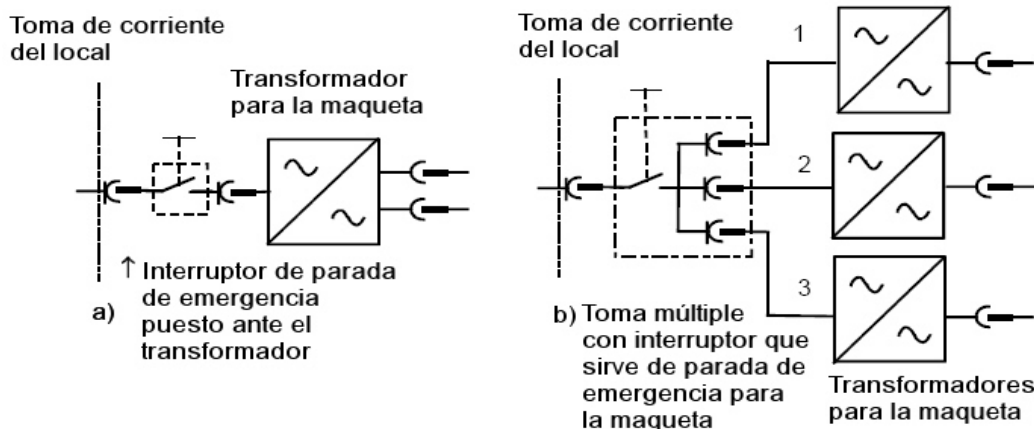 Toma de corriente
del local
Transformador
para la maqueta
↑ Interruptor de parada
de emergencia
puesto ante el
transformador
a)
Toma de corriente
del local
1
2
3
b) Toma múltiple
con interruptor que
sirve de parada de
emergencia para
la maqueta
Transformadores
para la maqueta